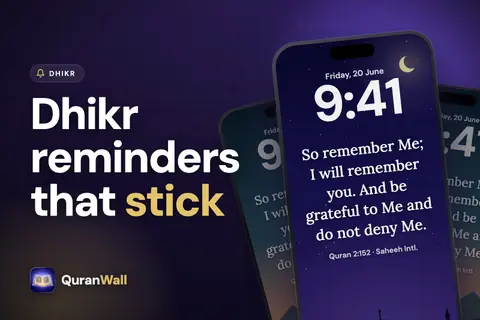 DHIKR
Dhikr
reminders
that stick
QuranWall
Friday, 20 June
9:41
So remember Me;
I will remember
you. And be
grateful to Me and
do not deny Me.
Quran 2:152 · Saheeh Intl.